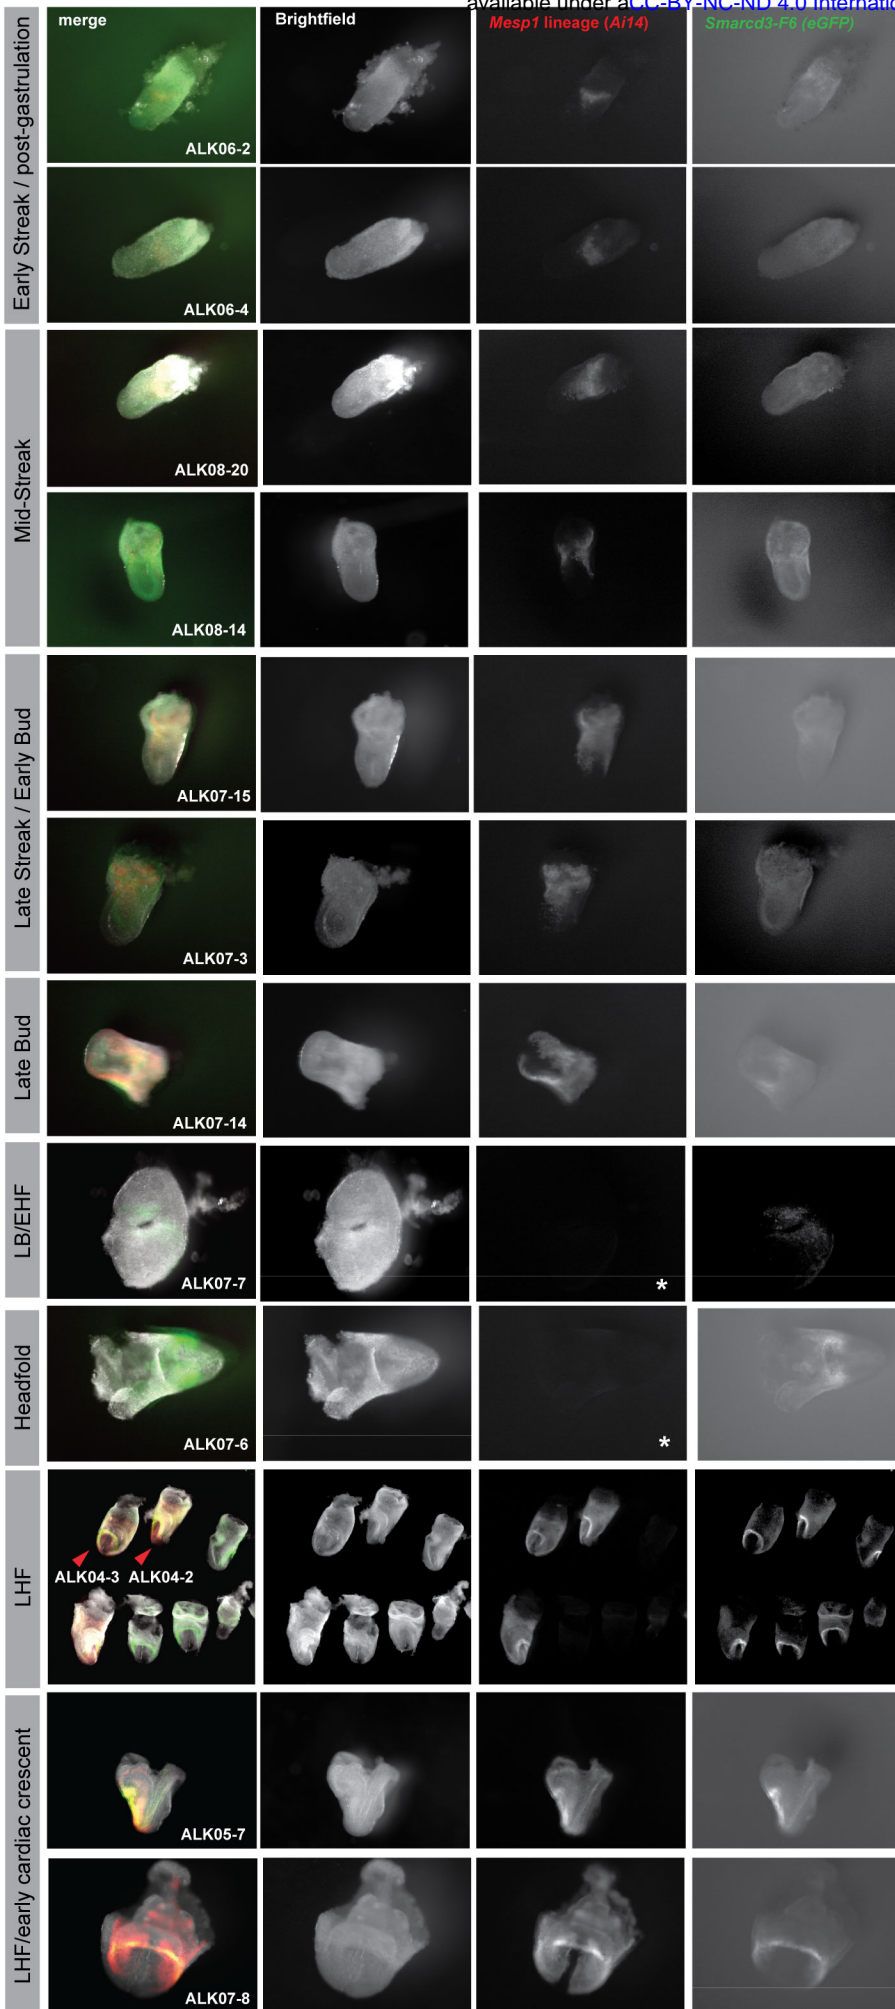 available under aCC-BY-NC-ND 4.0 Internatio
merge
Brightfield
Mesp1 lineage (Ai14)
Smarcd3-F6 (eGFP)
Early Streak / post-gastrulation
ALK06-2
ALK06-4
Mid-Streak
ALK08-20
ALK08-14
Late Streak / Early Bud
ALK07-15
ALK07-3
Late Bud
ALK07-14
LB/EHF
ALK07-7
*
Headfold
ALK07-6
*
LHF
ALK04-3 ALK04-2
LHF/early cardiac crescent
ALK05-7
ALK07-8